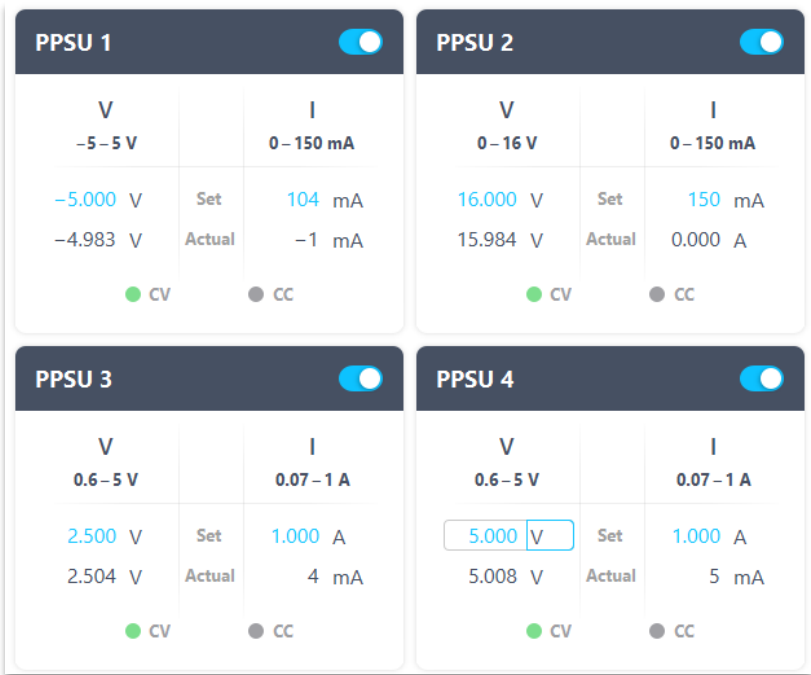 PPSU 1
V I
−5 – 5 V 0 – 150 mA
−5.000 V Set 104 mA
−4.983 V Actual −1 mA
CV CC
PPSU 2
V I
0 – 16 V 0 – 150 mA
16.000 V Set 150 mA
15.984 V Actual 0.000 A
CV CC
PPSU 3
V I
0.6 – 5 V 0.07 – 1 A
2.500 V Set 1.000 A
2.504 V Actual 4 mA
CV CC
PPSU 4
V I
0.6 – 5 V 0.07 – 1 A
5.000 V Set 1.000 A
5.008 V Actual 5 mA
CV CC